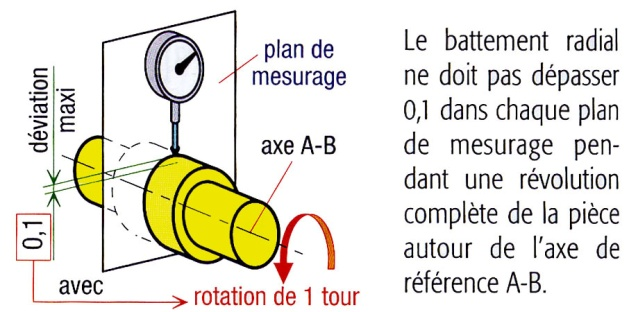 plan de
mesurage
déviation
maxi
axe A-B
0,1
avec
rotation de 1 tour
Le battement radial
ne doit pas dépasser
0,1 dans chaque plan
de mesurage pen-
dant une révolution
complète de la pièce
autour de l'axe de
référence A-B.